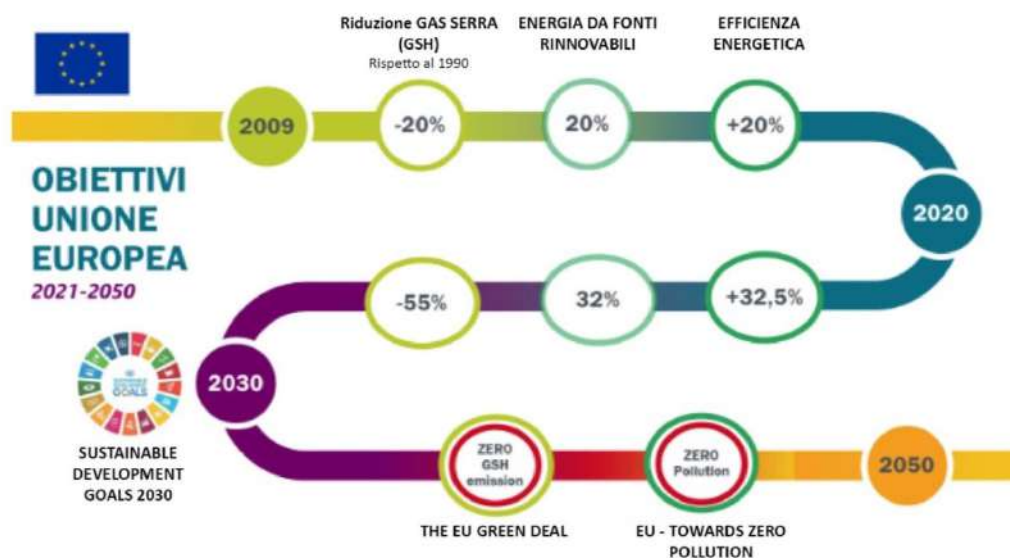 Riduzione GAS SERRA
(GSH)
Rispetto al 1990
ENERGIA DA FONTI
RINNOVABILI
EFFICIENZA
ENERGETICA
2009
-20%
20%
+20%
OBIETTIVI
UNIONE
EUROPEA
2021-2050
2020
-55%
32%
+32,5%
2030
SUSTAINABLE
DEVELOPMENT
GOALS 2030
GOALS
ZERO
GSH
emission
ZERO
Pollution
2050
THE EU GREEN DEAL
EU - TOWARDS ZERO
POLLUTION